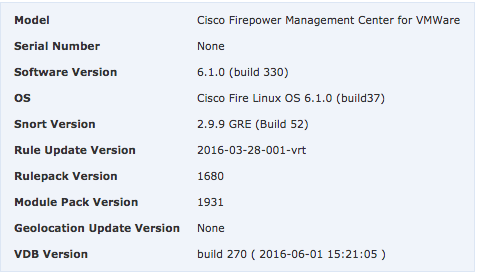 Model Cisco Firepower Management Center for VMWare
Serial Number None
Software Version 6.1.0 (build 330)
OS Cisco Fire Linux OS 6.1.0 (build37)
Snort Version 2.9.9 GRE (Build 52)
Rule Update Version 2016-03-28-001-vrt
Rulepack Version 1680
Module Pack Version 1931
Geolocation Update Version None
VDB Version build 270 ( 2016-06-01 15:21:05 )